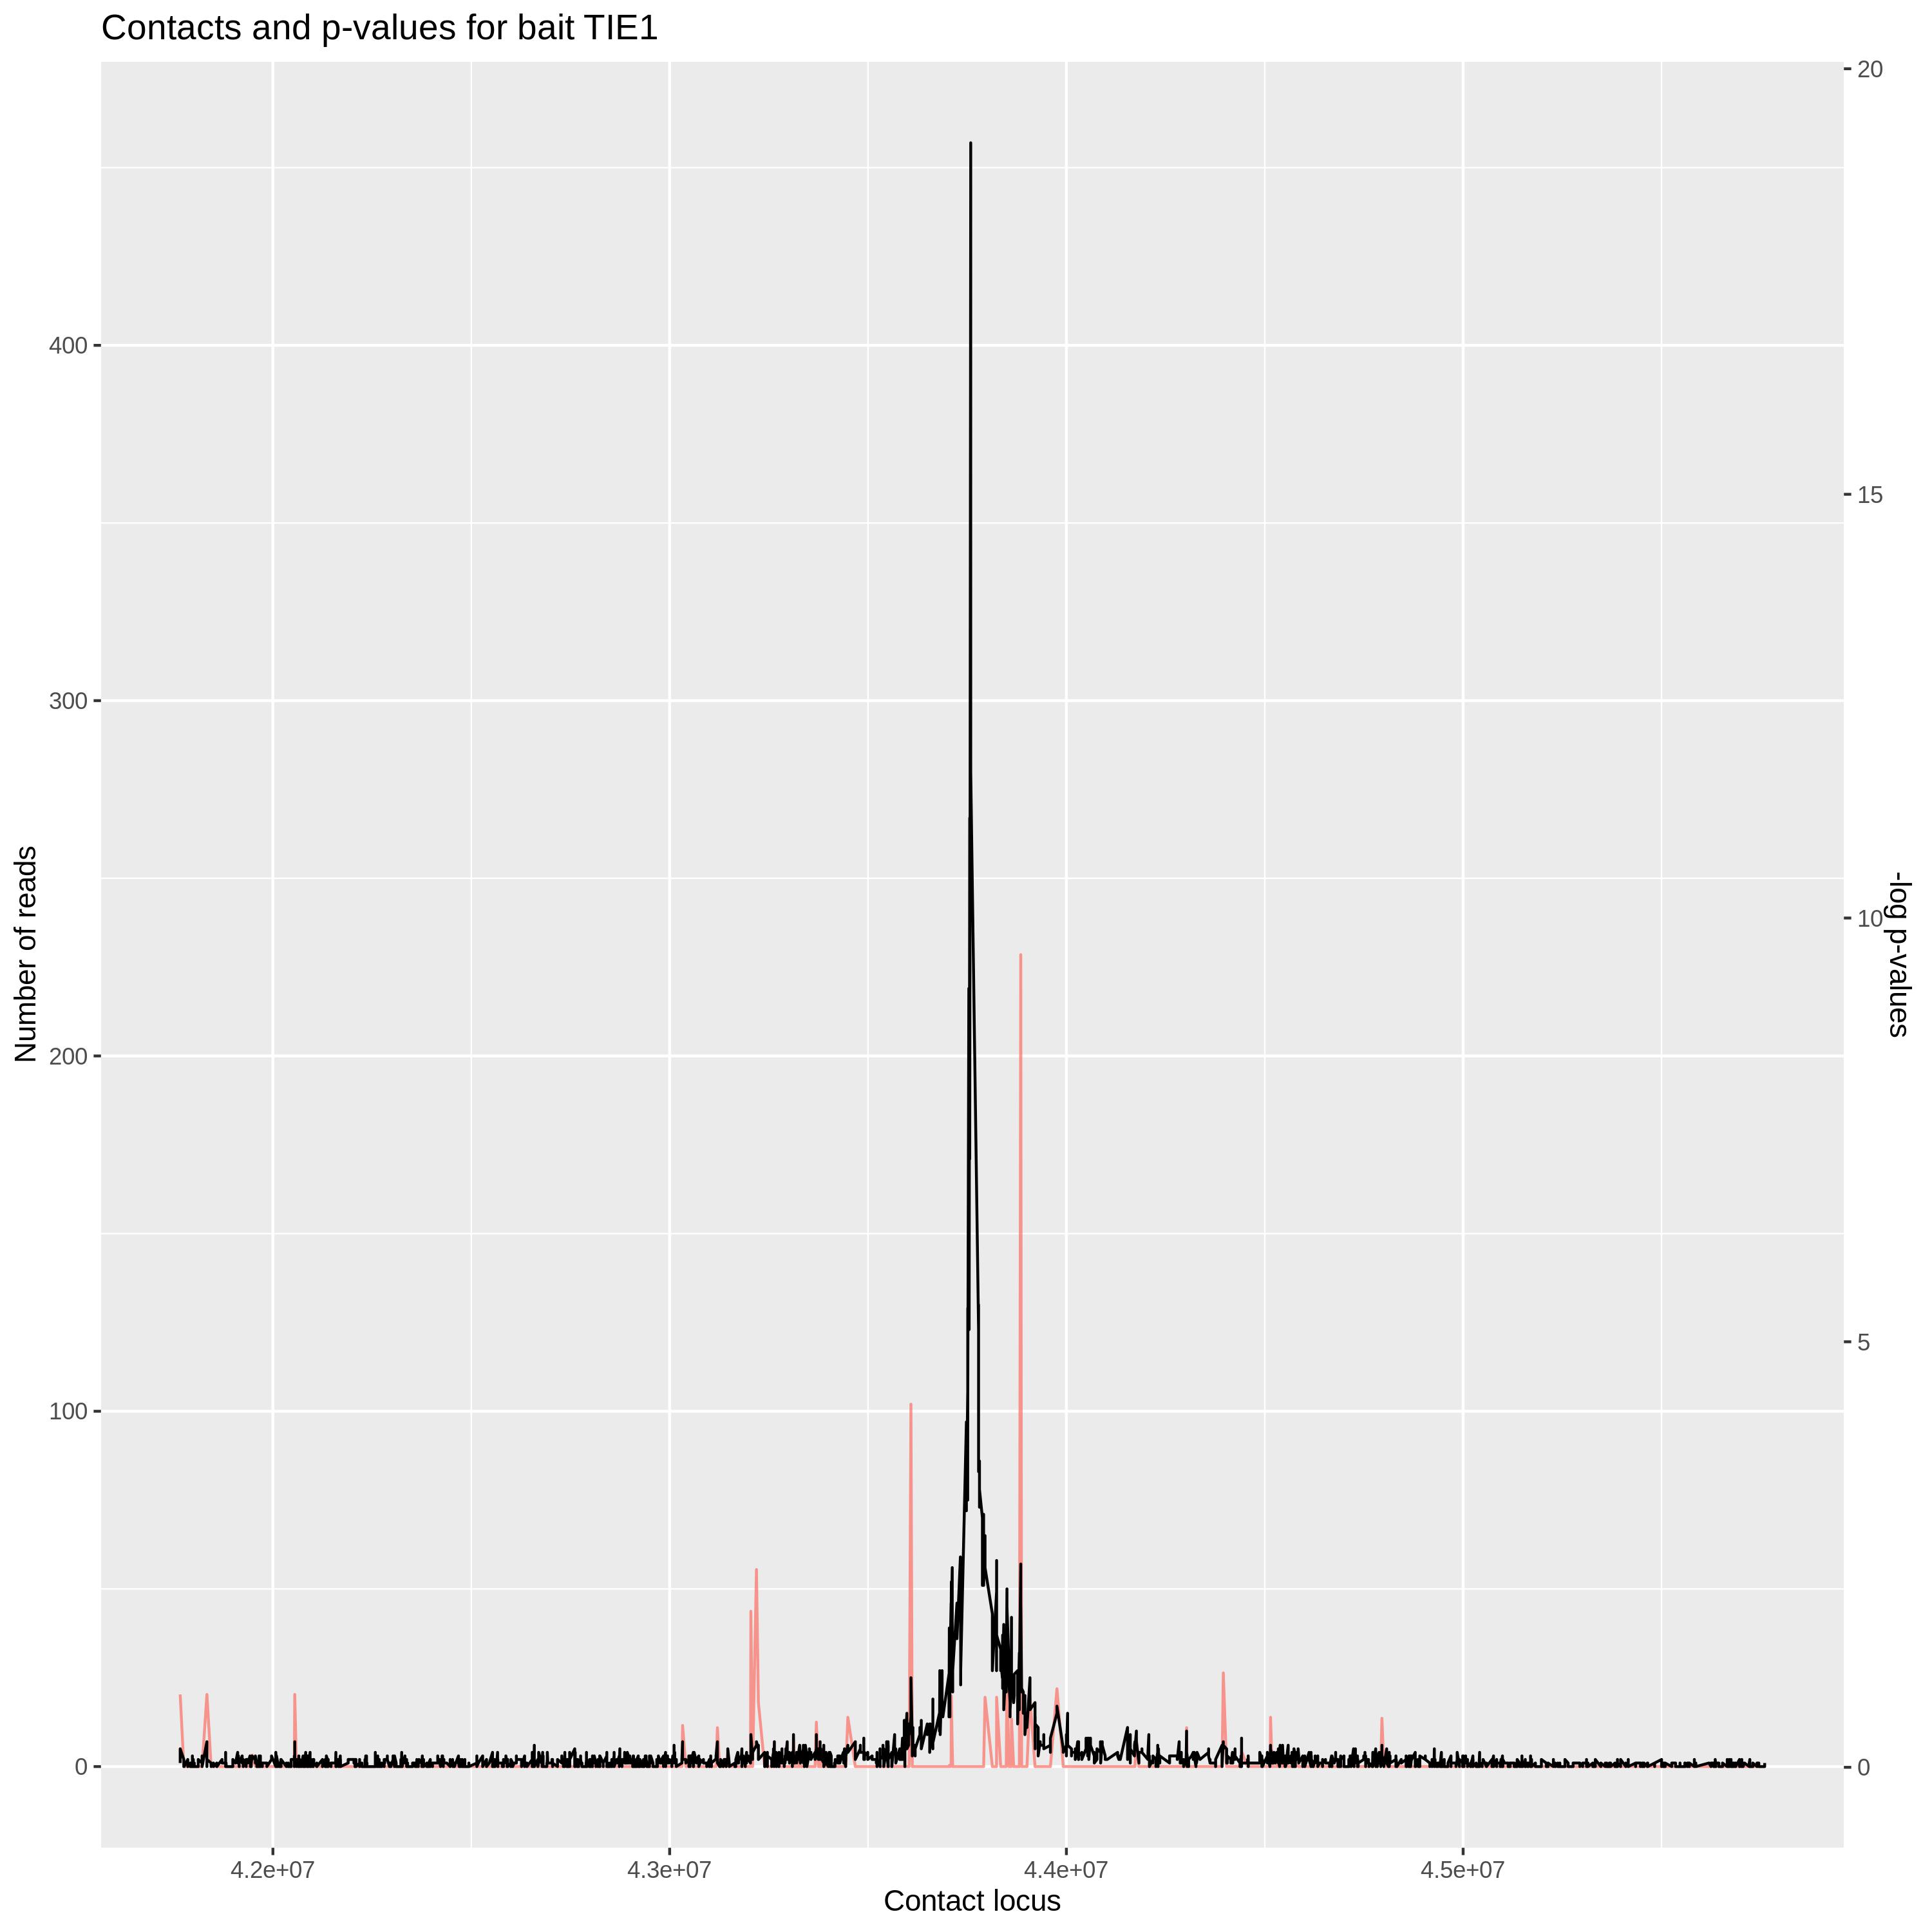 Contacts and p-values for bait TIE1
Number of reads
400
300
200
100
0
20
15
10
5
0
-log p-values
4.2e+07
4.3e+07
4.4e+07
4.5e+07
Contact locus